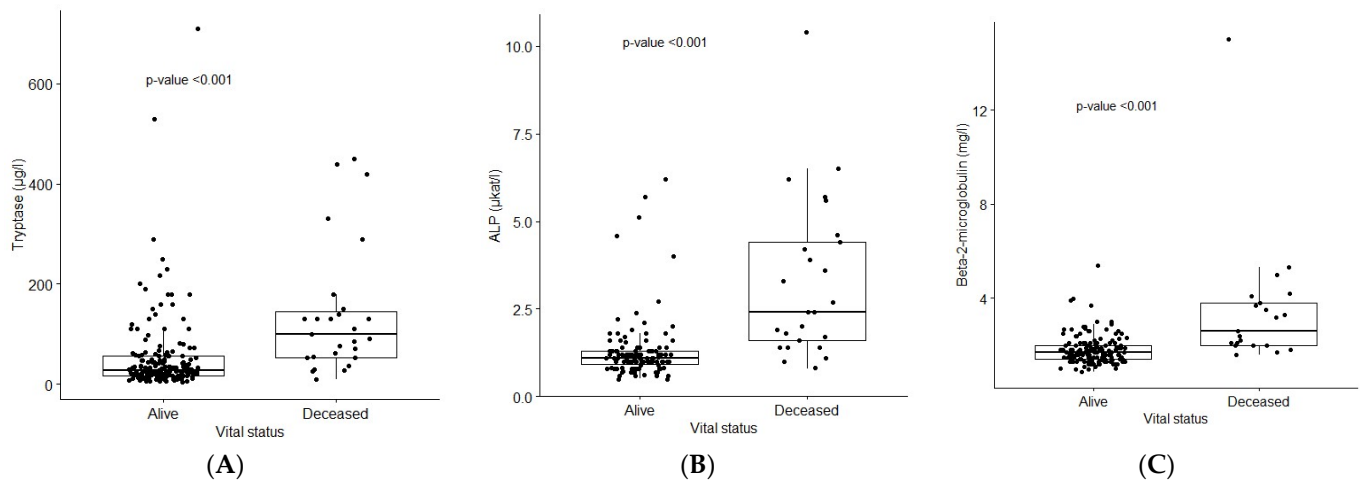 Tryptase (µg/l)
600
400
200
0
p-value <0.001
Alive
Deceased
Vital status
(A)
ALP (µkat/l)
10.0
7.5
5.0
2.5
0.0
p-value <0.001
Alive
Deceased
Vital status
(B)
Beta-2-microglobulin (mg/l)
12
8
4
p-value <0.001
Alive
Deceased
Vital status
(C)